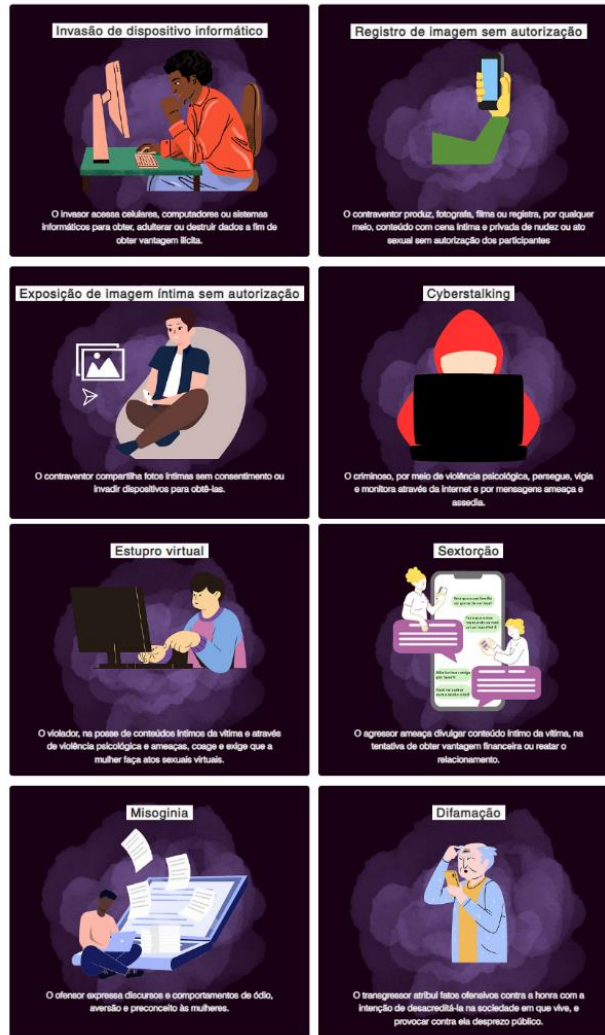 Invasão de dispositivo informático
O invasor acessa celulares, computadores ou sistemas
informáticos para obter, adulterar ou destruir dados a fim de
obter vantagem ilícita.
Registro de imagem sem autorização
O contraventor produz, fotografa, filma ou registra, por qualquer
meio, conteúdo com cena íntima e privada de nudez ou ato
sexual sem autorização dos participantes
Exposição de imagem íntima sem autorização
O contraventor compartilha fotos íntimas sem consentimento ou
invadir dispositivos para obtê-las.
Cyberstalking
O criminoso, por meio de violência psicológica, persegue, vigia
e monitora através da internet e por mensagens ameaça e
assedia.
Estupro virtual
O violador, na posse de conteúdos íntimos da vítima e através
de violência psicológica e ameaças, coage e exige que a
mulher faça atos sexuais virtuais.
Sextorção
O agressor ameaça divulgar conteúdo íntimo da vítima, na
tentativa de obter vantagem financeira ou reatar o
relacionamento.
Misoginia
O ofensor expressa discursos e comportamentos de ódio,
aversão e preconceito às mulheres.
Difamação
O transgressor atribui fatos ofensivos contra a honra com a
intenção de desacreditá-la na sociedade em que vive, e
provocar contra ela desprezo público.